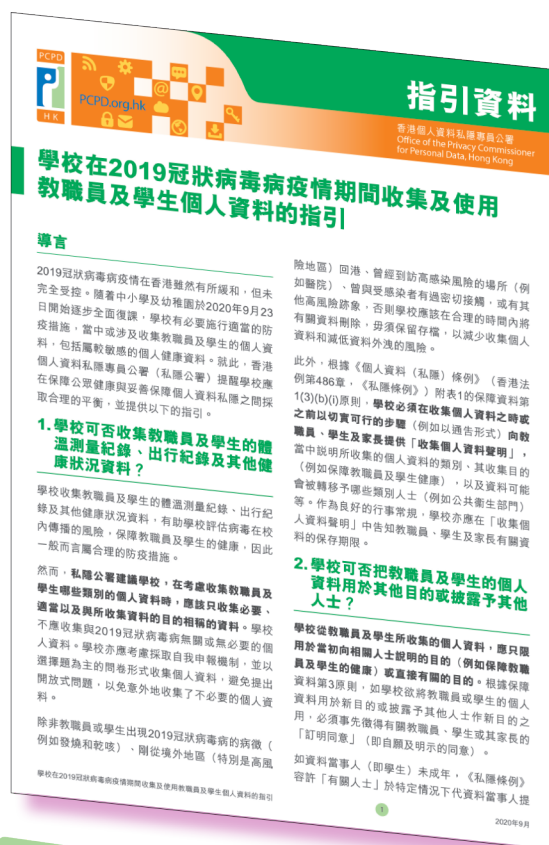 PCPD
HK
PCPD.org.hk
指引資料
香港個人資料私隱專員公署
Office of the Privacy Commissioner
for Personal Data, Hong Kong
學校在2019冠狀病毒病疫情期間收集及使用
教職員及學生個人資料的指引
導言
2019冠狀病毒病疫情在香港雖然有所緩和，但未
完全受控。隨着中小學及幼稚園於2020年9月23
日開始逐步全面復課，學校有必要施行適當的防
疫措施，當中或涉及收集教職員及學生的個人資
料，包括屬較敏感的個人健康資料。就此，香港
個人資料私隱專員公署（私隱公署）提醒學校應
在保障公眾健康與妥善保障個人資料私隱之間採
取合理的平衡，並提供以下的指引。
1.學校可否收集教職員及學生的體
溫測量紀錄、出行紀錄及其他健
康狀況資料？
學校收集教職員及學生的體溫測量紀錄、出行紀
錄及其他健康狀況資料，有助學校評估病毒在校
內傳播的風險，保障教職員及學生的健康，因此
一般而言屬合理的防疫措施。
然而，私隱公署建議學校，在考慮收集教職員及
學生哪些類別的個人資料時，應該只收集必要、
適當以及與所收集資料的目的相稱的資料。學校
不應收集與2019冠狀病毒病無關或無必要的個
人資料。學校亦應考慮採取自我申報機制，並以
選擇題為主的問卷形式收集個人資料，避免提出
開放式問題，以免意外地收集了不必要的個人資
料。
除非教職員或學生出現2019冠狀病毒病的病徵（
例如發燒和乾咳）、剛從境外地區（特別是高風
險地區）回港、曾經到訪高感染風險的場所（例
如醫院）、曾與受感染者有過密切接觸，或有其
他高風險跡象，否則學校應該在合理的時間內將
有關資料刪除，毋須保留存檔，以減少收集個人
資料和減低資料外洩的風險。
此外，根據《個人資料（私隱）條例》（香港法
例第486章，《私隱條例》）附表1的保障資料第
1(3)(b)(i)原則，學校必須在收集個人資料之時或
之前以切實可行的步驟（例如以通告形式）向教
職員、學生及家長提供「收集個人資料聲明」，
當中說明所收集的個人資料的類別、其收集目的
（例如保障教職員及學生健康），以及資料可能
會被轉移予哪些類別人士（例如公共衞生部門）
等。作為良好的行事常規，學校亦應在「收集個
人資料聲明」中告知教職員、學生及家長有關資
料的保存期限。
2.學校可否把教職員及學生的個人
資料用於其他目的或披露予其他
人士？
學校從教職員及學生所收集的個人資料，應只限
用於當初向相關人士說明的目的（例如保障教職
員及學生的健康）或直接有關的目的。根據保障
資料第3原則，如學校欲將教職員或學生的個人
資料用於新目的或披露予其他人士作新目的之
用，必須事先徵得有關教職員、學生或其家長的
「訂明同意」（即自願及明示的同意）。
如資料當事人（即學生）未成年，《私隱條例》
容許「有關人士」於特定情況下代資料當事人提
學校在2019冠狀病毒病疫情期間收集及使用教職員及學生個人資料的指引
1
2020年9月